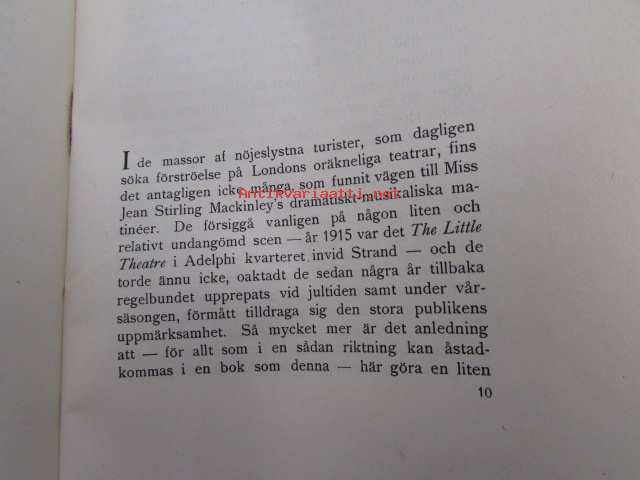 I de massor af nöjeslystna turister, som dagligen
söka förströelse på Londons oräkneliga teatrar, fins
det antagligen icke många, som funnit vägen till Miss
Antikvariaatti.net
Jean Stirling Mackinley's dramatiskt-musikaliska ma-
tinéer. De försiggå vanligen på någon liten och
relativt undangömd scen — år 1915 var det The Little
Theatre i Adelphi kvarteret invid Strand — och de
torde ännu icke, oaktadt de sedan några år tillbaka
regelbundet upprepats vid jultiden samt under vår-
säsongen, förmått tilldraga sig den stora publikens
uppmärksamhet. Så mycket mer är det anledning
att — för allt som i en sådan riktning kan åstad-
kommas i en bok som denna — här göra en liten
10